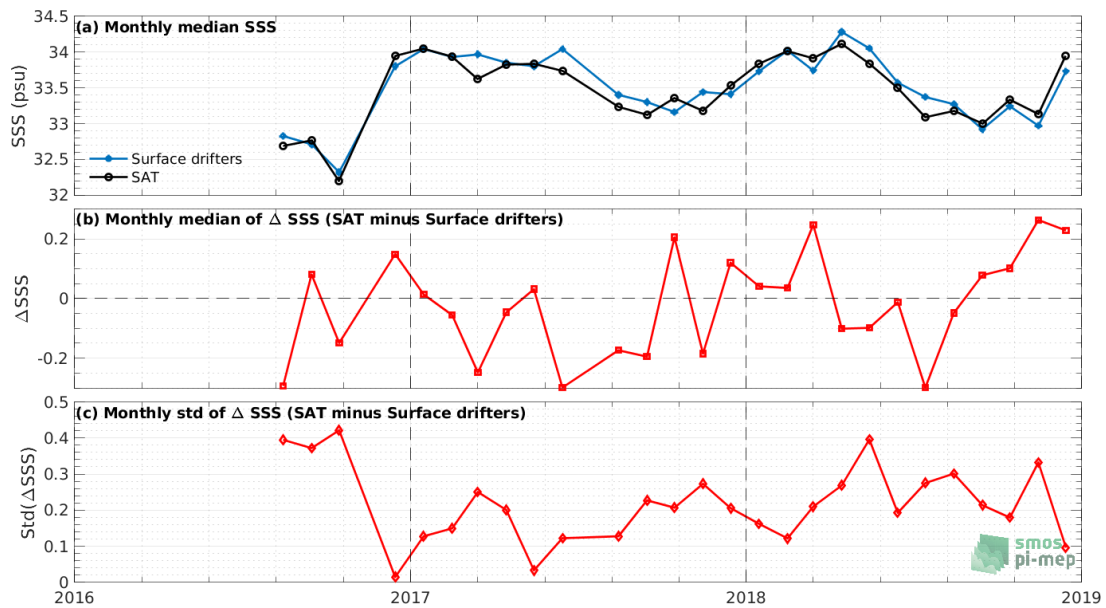 (a) Monthly median SSS
34.5
34
33.5
33
32.5
32
SSS (psu)
Surface drifters
SAT
(b) Monthly median of Δ SSS (SAT minus Surface drifters)
0.2
0
-0.2
ΔSSS
(c) Monthly std of Δ SSS (SAT minus Surface drifters)
0.5
0.4
0.3
0.2
0.1
0
Std(ΔSSS)
smos
pi-mep
2016 2017 2018 2019